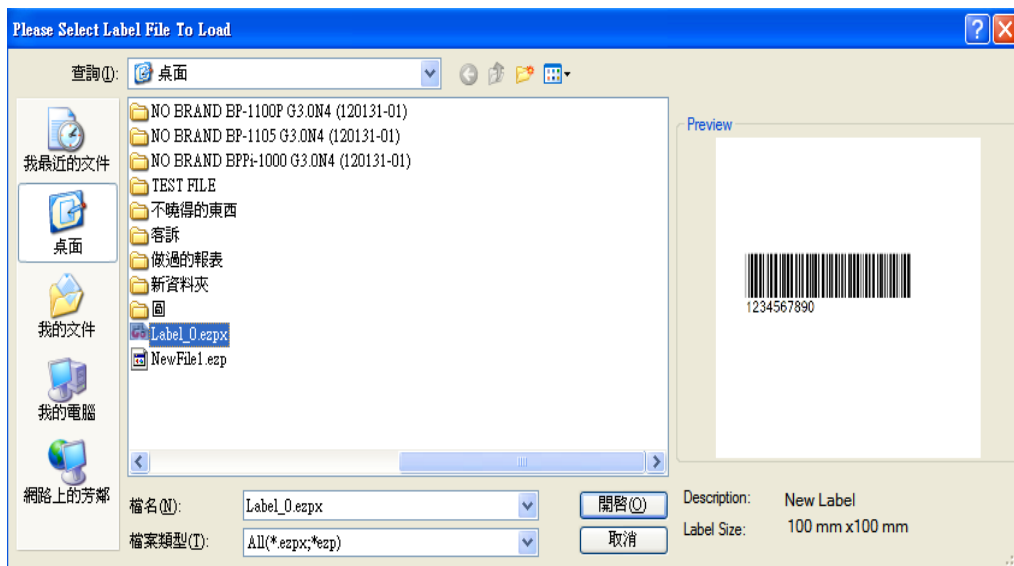 Please Select Label File To Load
查詢(I):
桌面
NO BRAND BP-1100P G3.0N4 (120131-01)
NO BRAND BP-1105 G3.0N4 (120131-01)
NO BRAND BPPi-1000 G3.0N4 (120131-01)
TEST FILE
不曉得的東西
客訴
做過的報表
新資料夾
圖
Label_0.ezpx
NewFile1.ezp
我最近的文件
桌面
我的文件
我的電腦
網路上的芳鄰
檔名(N):
Label_0.ezpx
開啓(O)
檔案類型(T):
All(*.ezpx;*ezp)
取消
Preview
1234567890
Description:
New Label
Label Size:
100 mm x100 mm